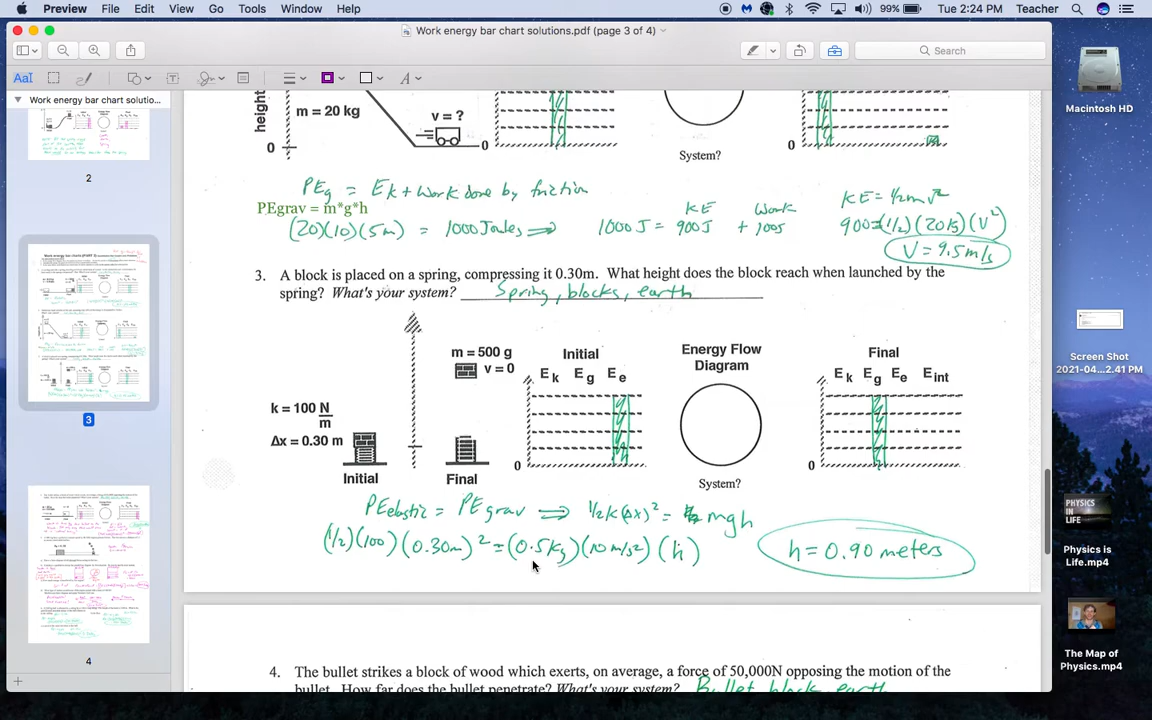 Preview File Edit View Go Tools Window Help 99% Tue 2:24 PM Teacher
Work energy bar chart solutions.pdf (page 3 of 4)
Search
Work energy bar chart solutio...
2
3
4
height
m = 20 kg
v = ?
0
0
System?
0
PEg = Ek + work done by friction
PEgrav = m*g*h
(20)(10)(5m) = 1000 Joules ⟹ 1000 J = 900J + 100J
KE Work
KE = 1/2mv²
900=(1/2)(20kg)(v²)
V = 9.5m/s
3. A block is placed on a spring, compressing it 0.30m. What height does the block reach when launched by the
spring? What's your system? Spring, blocks, earth
m = 500 g
v = 0
Initial
Ek Eg Ee
Energy Flow
Diagram
Final
Ek Eg Ee Eint
k = 100 N/m
Δx = 0.30 m
0
0
Initial
Final
System?
PEelastic = PEgrav ⟹ 1/2k(Δx)² = mgh
(1/2)(100)(0.30m)² = (0.5kg)(10m/s²)(h)
h = 0.90 meters
4. The bullet strikes a block of wood which exerts, on average, a force of 50,000N opposing the motion of the
bullet. How far does the bullet penetrate? What's your system? Bullet, block, earth
Macintosh HD
Screen Shot
2021-04...2.41 PM
PHYSICS
IN
LIFE
Physics is
Life.mp4
The Map of
Physics.mp4